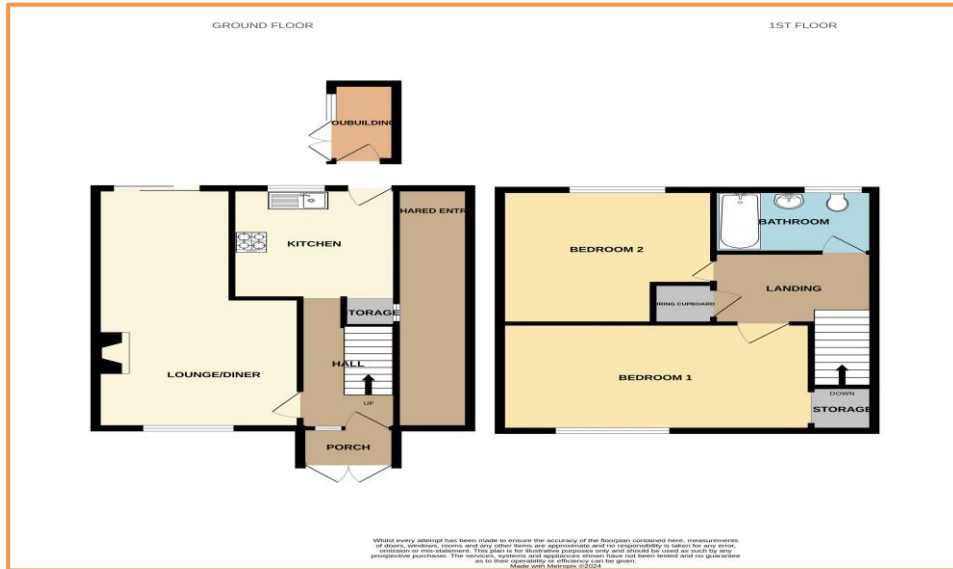 GROUND FLOOR
1ST FLOOR
OUBUILDING
HARED ENTR
KITCHEN
TORAGE
HALL
LOUNGE/DINER
UP
PORCH
BATHROOM
BEDROOM 2
LANDING
IRING CUPBOARD
BEDROOM 1
DOWN
STORAGE
Whilst every attempt has been made to ensure the accuracy of the floorplan contained here, measurements
of doors, windows, rooms and any other items are approximate and no responsibility is taken for any error,
omission or mis-statement. This plan is for illustrative purposes only and should be used as such by any
prospective purchaser. The services, systems and appliances shown have not been tested and no guarantee
as to their operability or efficiency can be given.
Made with Metropix ©2024